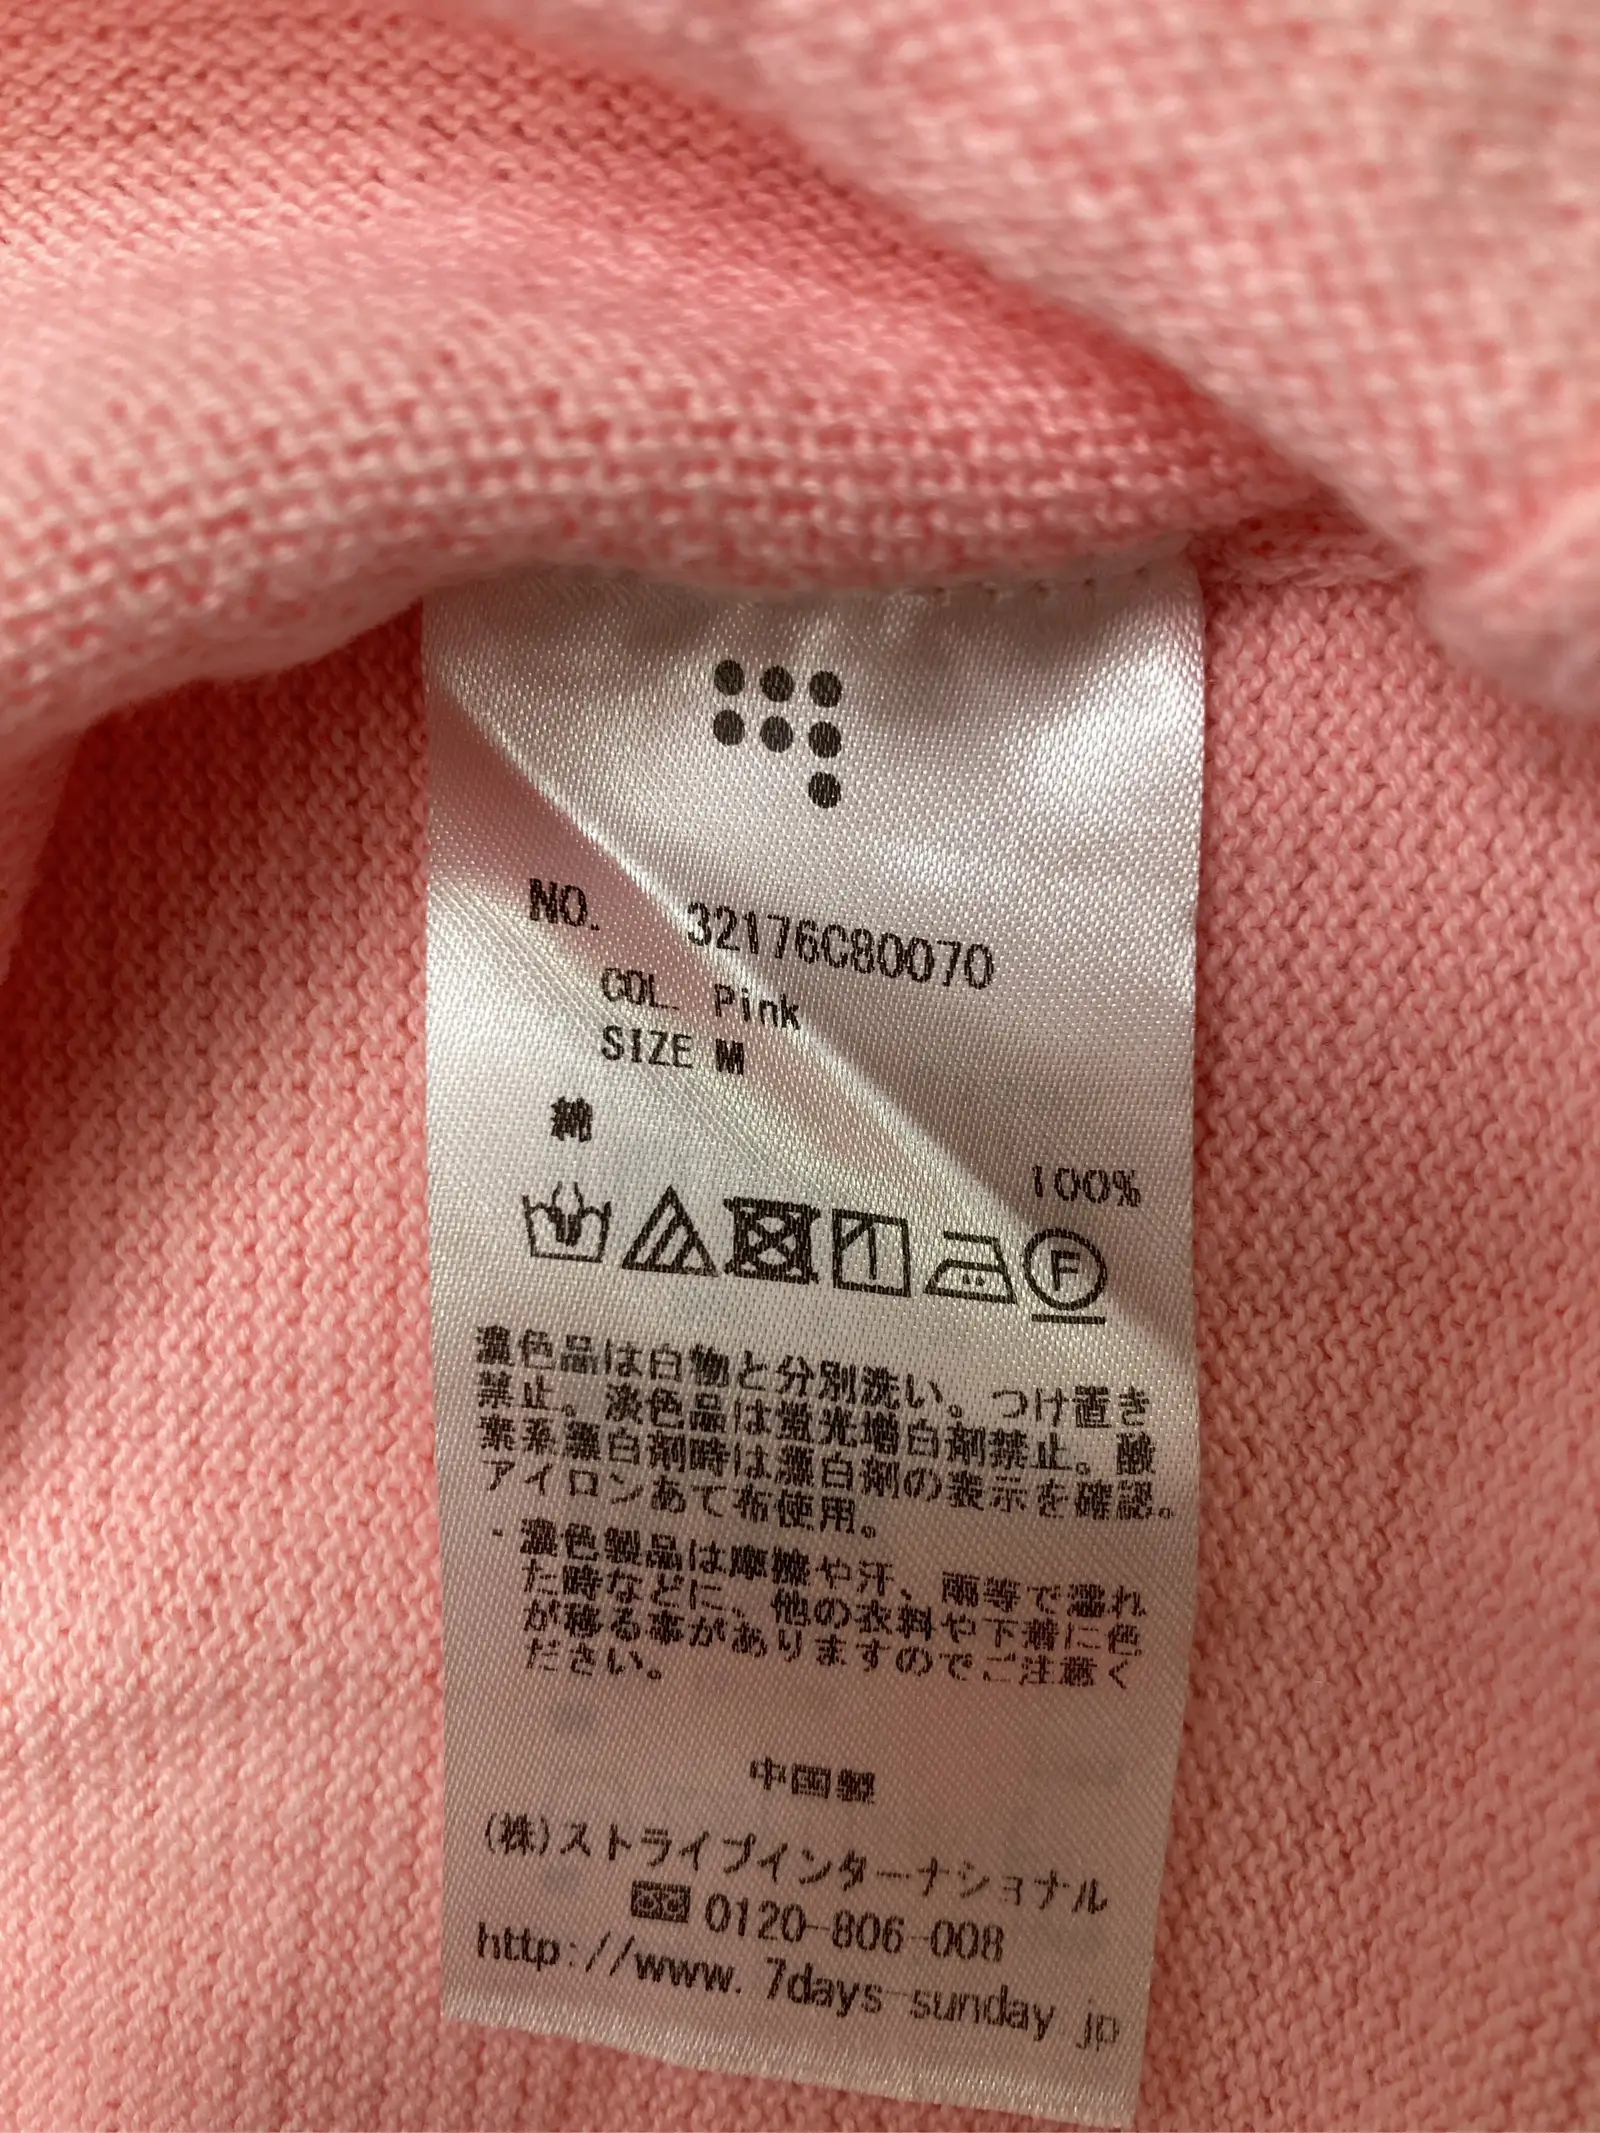 NO. 32176C80070
COL. Pink
SIZE M
綿
100%
F
濃色品は白物と分別洗い。つけ置き
禁止。淡色品は蛍光増白剤禁止。酸
素系漂白剤時は漂白剤の表示を確認。
アイロンあて布使用。
・濃色製品は摩擦や汗、雨等で濡れ
た時などに、他の衣料や下着に色
が移る事がありますのでご注意く
ださい。
中国製
(株)ストライプインターナショナル
0120-806-008
http://www.7days-sunday.jp